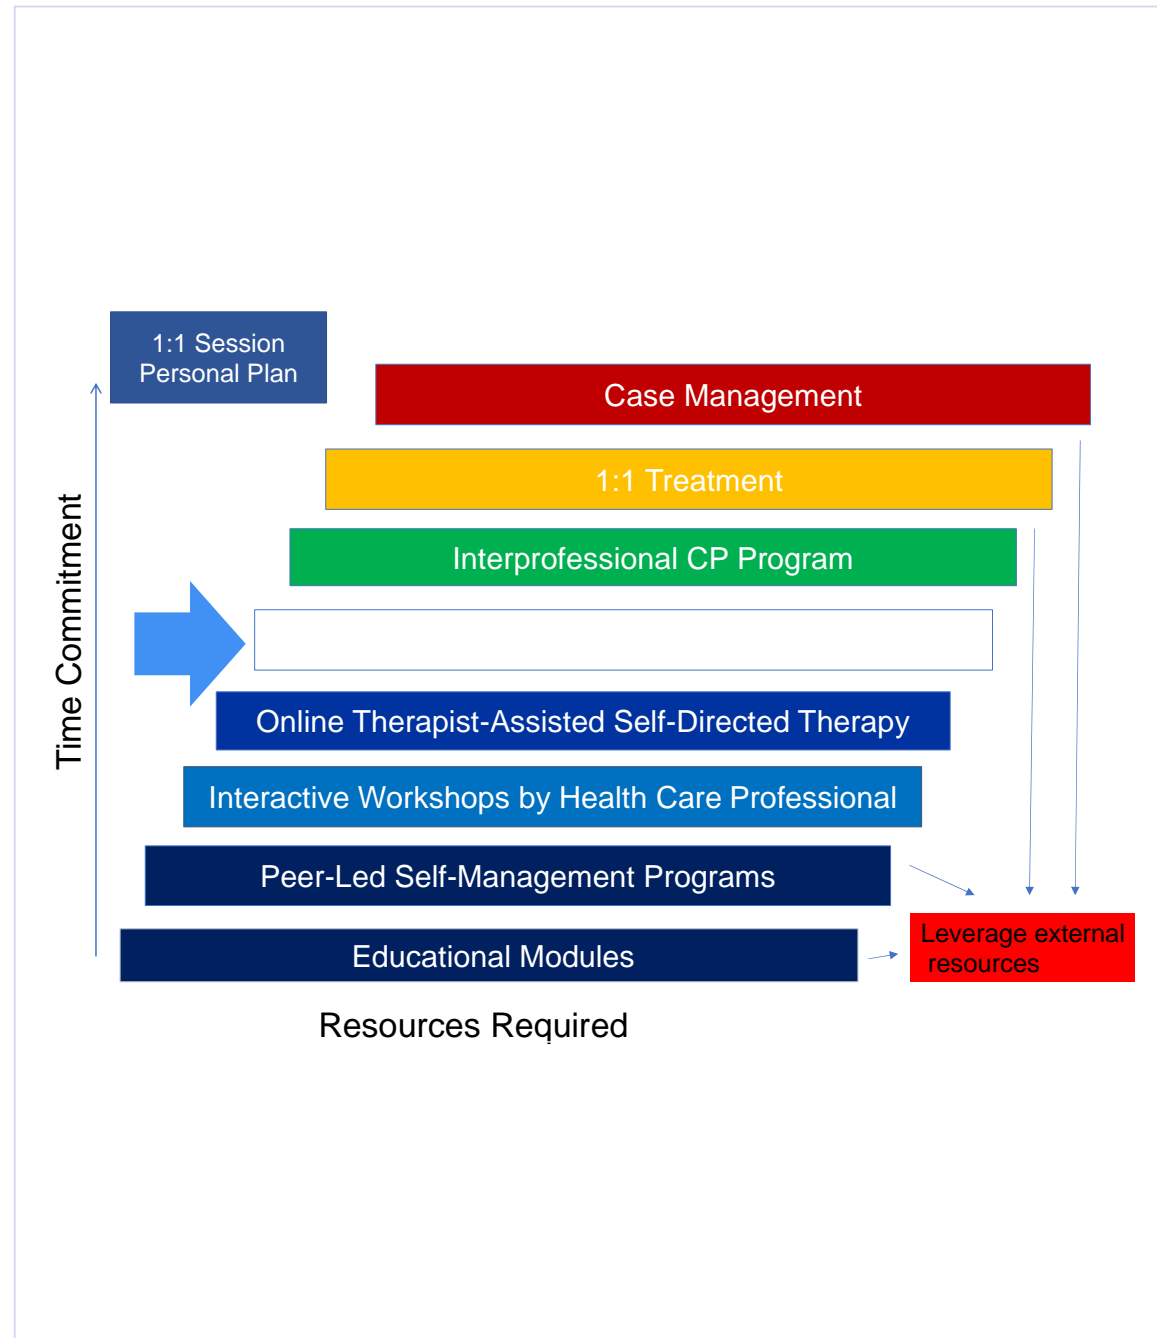 1:1 Session
Personal Plan
Case Management
1:1 Treatment
Interprofessional CP Program
Online Therapist-Assisted Self-Directed Therapy
Interactive Workshops by Health Care Professional
Peer-Led Self-Management Programs
Educational Modules
Leverage external
resources
Time Commitment
Resources Required